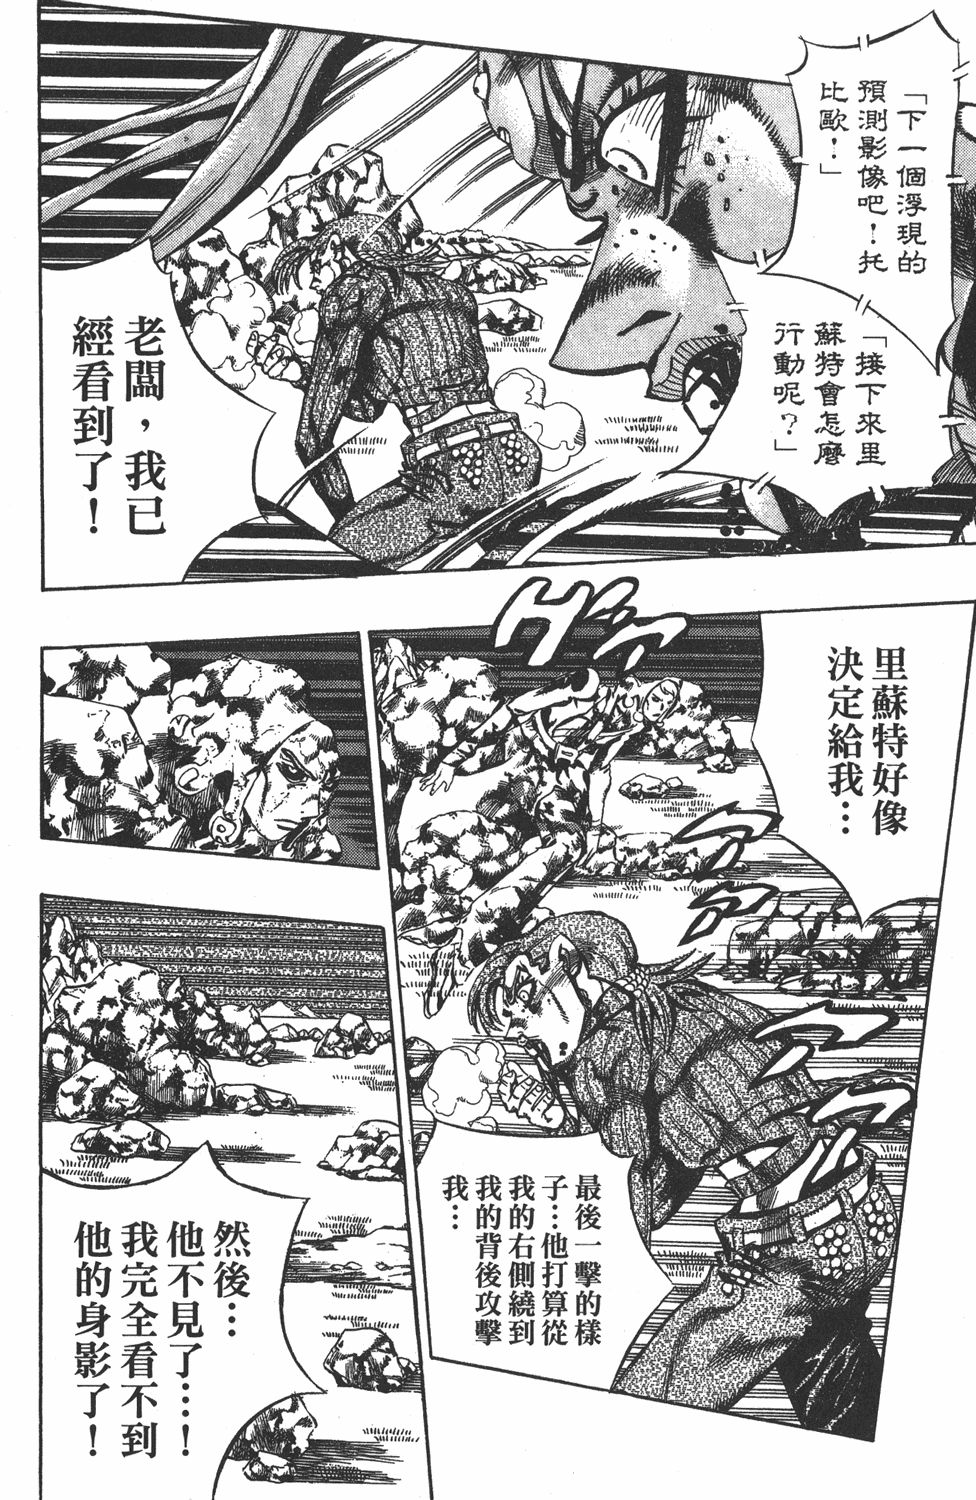 「下一個浮現的
預測影像吧！托
比歐！」
「接下來里
蘇特會怎麼
行動呢？」
老闆，我已
經看到了！
里蘇特好像
決定給我…
最後一擊的樣
子…他打算從
我的右側繞到
我的背後攻擊
我…
然後…
他不見了…！
我完全看不到
他的身影了！